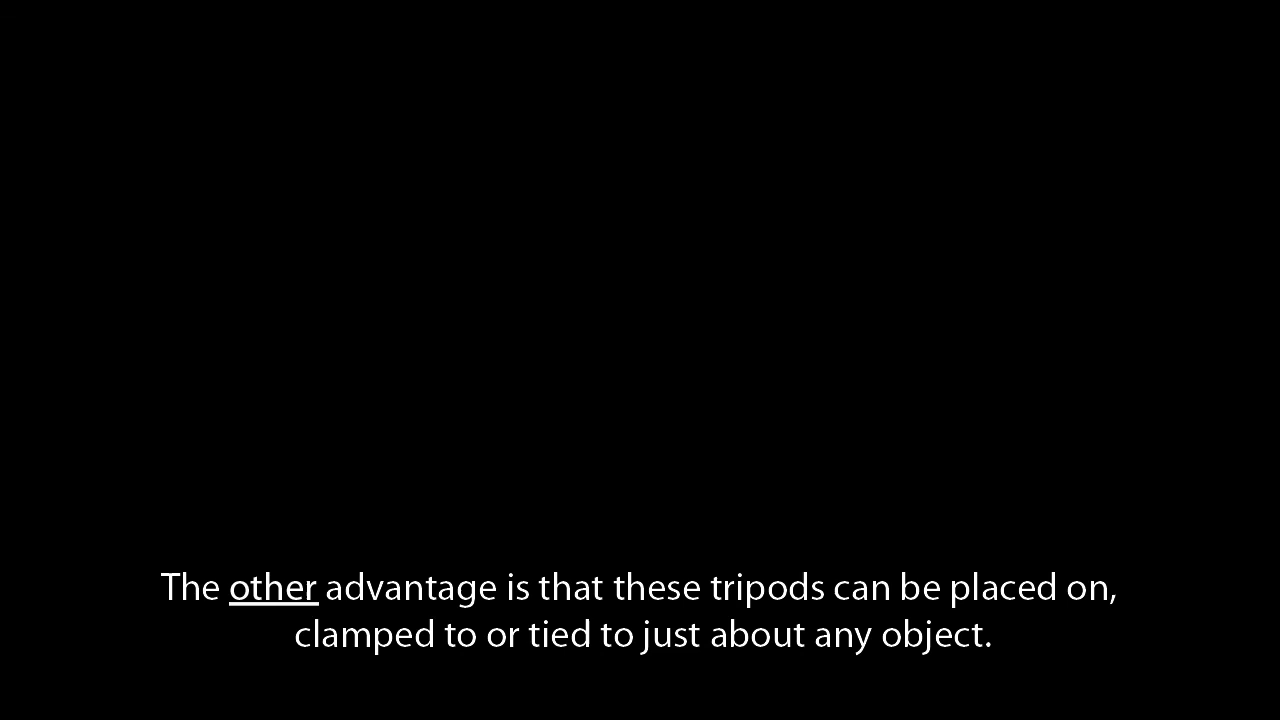 The other advantage is that these tripods can be placed on,
clamped to or tied to just about any object.